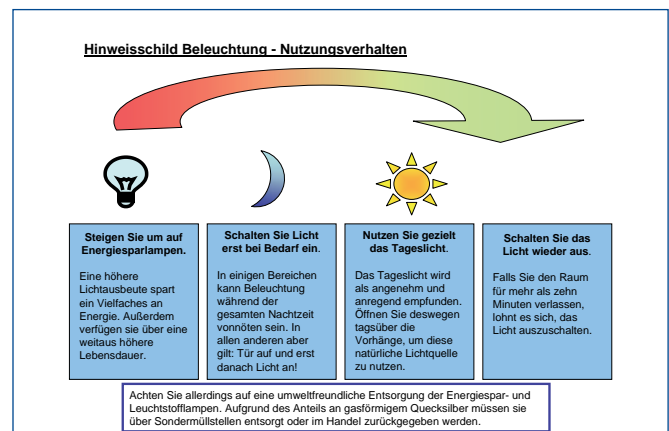 Hinweisschild Beleuchtung - Nutzungsverhalten
Steigen Sie um auf
Energiesparlampen.
Eine höhere
Lichtausbeute spart
ein Vielfaches an
Energie. Außerdem
verfügen sie über eine
weitaus höhere
Lebensdauer.
Schalten Sie Licht
erst bei Bedarf ein.
In einigen Bereichen
kann Beleuchtung
während der
gesamten Nachtzeit
vonnöten sein. In
allen anderen aber
gilt: Tür auf und erst
danach Licht an!
Nutzen Sie gezielt
das Tageslicht.
Das Tageslicht wird
als angenehm und
anregend empfunden.
Öffnen Sie deswegen
tagsüber die
Vorhänge, um diese
natürliche Lichtquelle
zu nutzen.
Schalten Sie das
Licht wieder aus.
Falls Sie den Raum
für mehr als zehn
Minuten verlassen,
lohnt es sich, das
Licht auszuschalten.
Achten Sie allerdings auf eine umweltfreundliche Entsorgung der Energiespar- und
Leuchtstofflampen. Aufgrund des Anteils an gasförmigem Quecksilber müssen sie
über Sondermüllstellen entsorgt oder im Handel zurückgegeben werden.